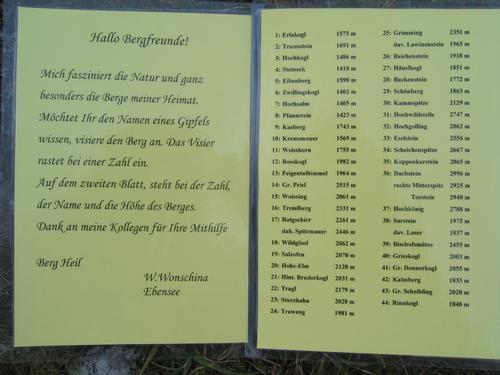 Hallo Bergfreunde!
Mich fasziniert die Natur und ganz
besonders die Berge meiner Heimat.
Möchtet Ihr den Namen eines Gipfels
wissen, visiere den Berg an. Das Visier
rastet bei einer Zahl ein.
Auf dem zweiten Blatt, steht bei der Zahl,
der Name und die Höhe des Berges.
Dank an meine Kollegen für Ihre Mithilfe
Berg Heil
W.Wonschina
Ebensee
1: Erlakogl 1575 m
2: Traunstein 1691 m
3: Hochkogl 1486 m
4: Steineck 1418 m
5: Eibenberg 1598 m
6: Zwillingskogl 1402 m
7: Hochsalm 1405 m
8: Pfannstein 1423 m
9: Kasberg 1743 m
10: Kremsmauer 1569 m
11: Weisshorn 1755 m
12: Rosskogl 1982 m
13: Feigentalhimmel 1964 m
14: Gr. Priel 2515 m
15: Woissing 2061 m
16: Tremlberg 2331 m
17: Rotgschirr 2261 m
dah. Spitzmauer 2446 m
18: Wildgössl 2062 m
19: Salzofen 2070 m
20: Hohe-Elm 2128 m
21: Hint. Bruderkogl 2031 m
22: Tragl 2179 m
23: Sturzhahn 2028 m
24: Traweng 1981 m
25: Grimming 2351 m
dav. Lawinenstein 1965 m
26: Reichenstein 1918 m
27: Häuslkogl 1851 m
28: Backenstein 1772 m
29: Schönberg 1863 m
30: Kammspitze 2129 m
31: Hochwildstelle 2747 m
32: Hochgolling 2862 m
33: Eselstein 2556 m
34: Scheichenspitze 2667 m
35: Koppenkarstein 2865 m
36: Dachstein 2996 m
rechts Mitterspitz 2925 m
Torstein 2948 m
37: Hochkönig 2788 m
38: Sarstein 1975 m
dav. Loser 1837 m
39: Bischofsmütze 2455 m
40: Grieskogl 2003 m
41: Gr. Donnerkogl 2055 m
42: Kalmberg 1833 m
43: Gr. Scheibling 2020 m
44: Rinnkogl 1840 m